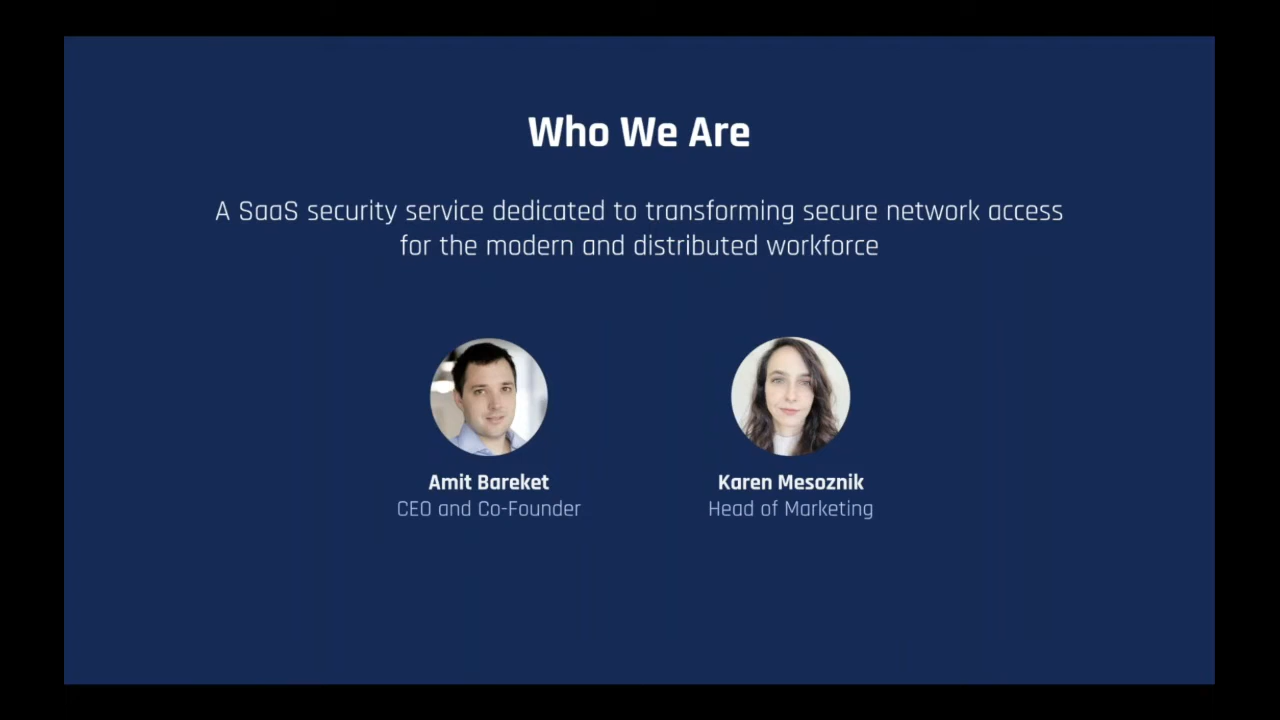 Who We Are
A SaaS security service dedicated to transforming secure network access
for the modern and distributed workforce
Amit Bareket
CEO and Co-Founder
Karen Mesoznik
Head of Marketing